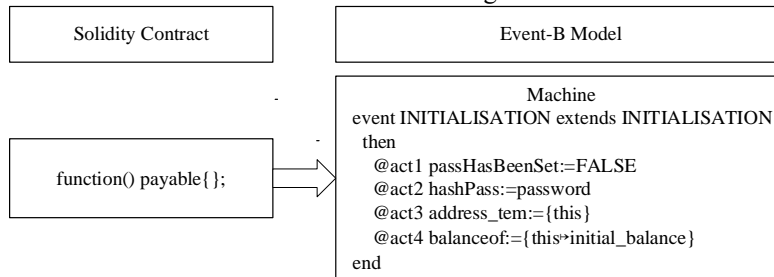 Solidity Contract
Event-B Model
function() payable{};
Machine
event INITIALISATION extends INITIALISATION
then
@act1 passHasBeenSet:=FALSE
@act2 hashPass:=password
@act3 address_tem:={this}
@act4 balanceof:={this↦initial_balance}
end